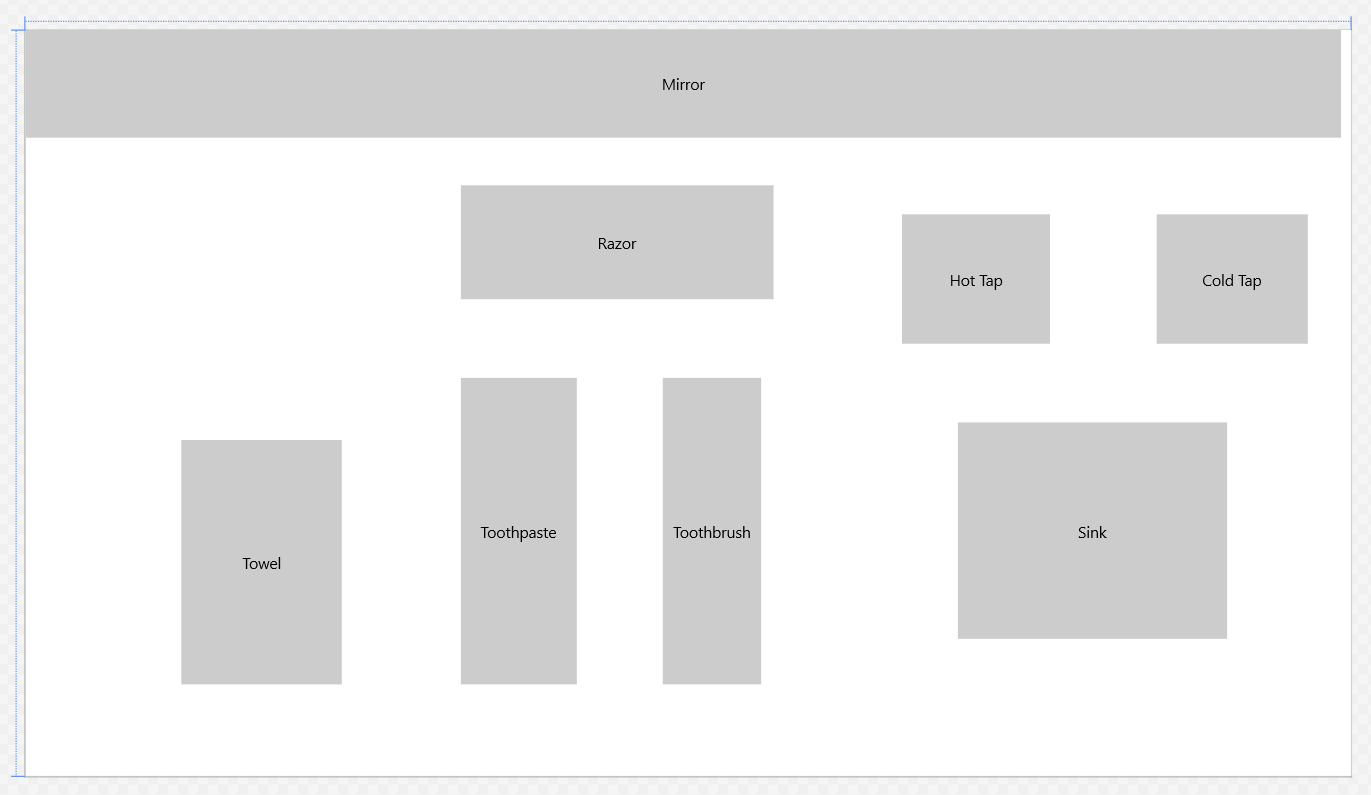 Mirror
Razor
Hot Tap
Cold Tap
Toothpaste
Toothbrush
Sink
Towel